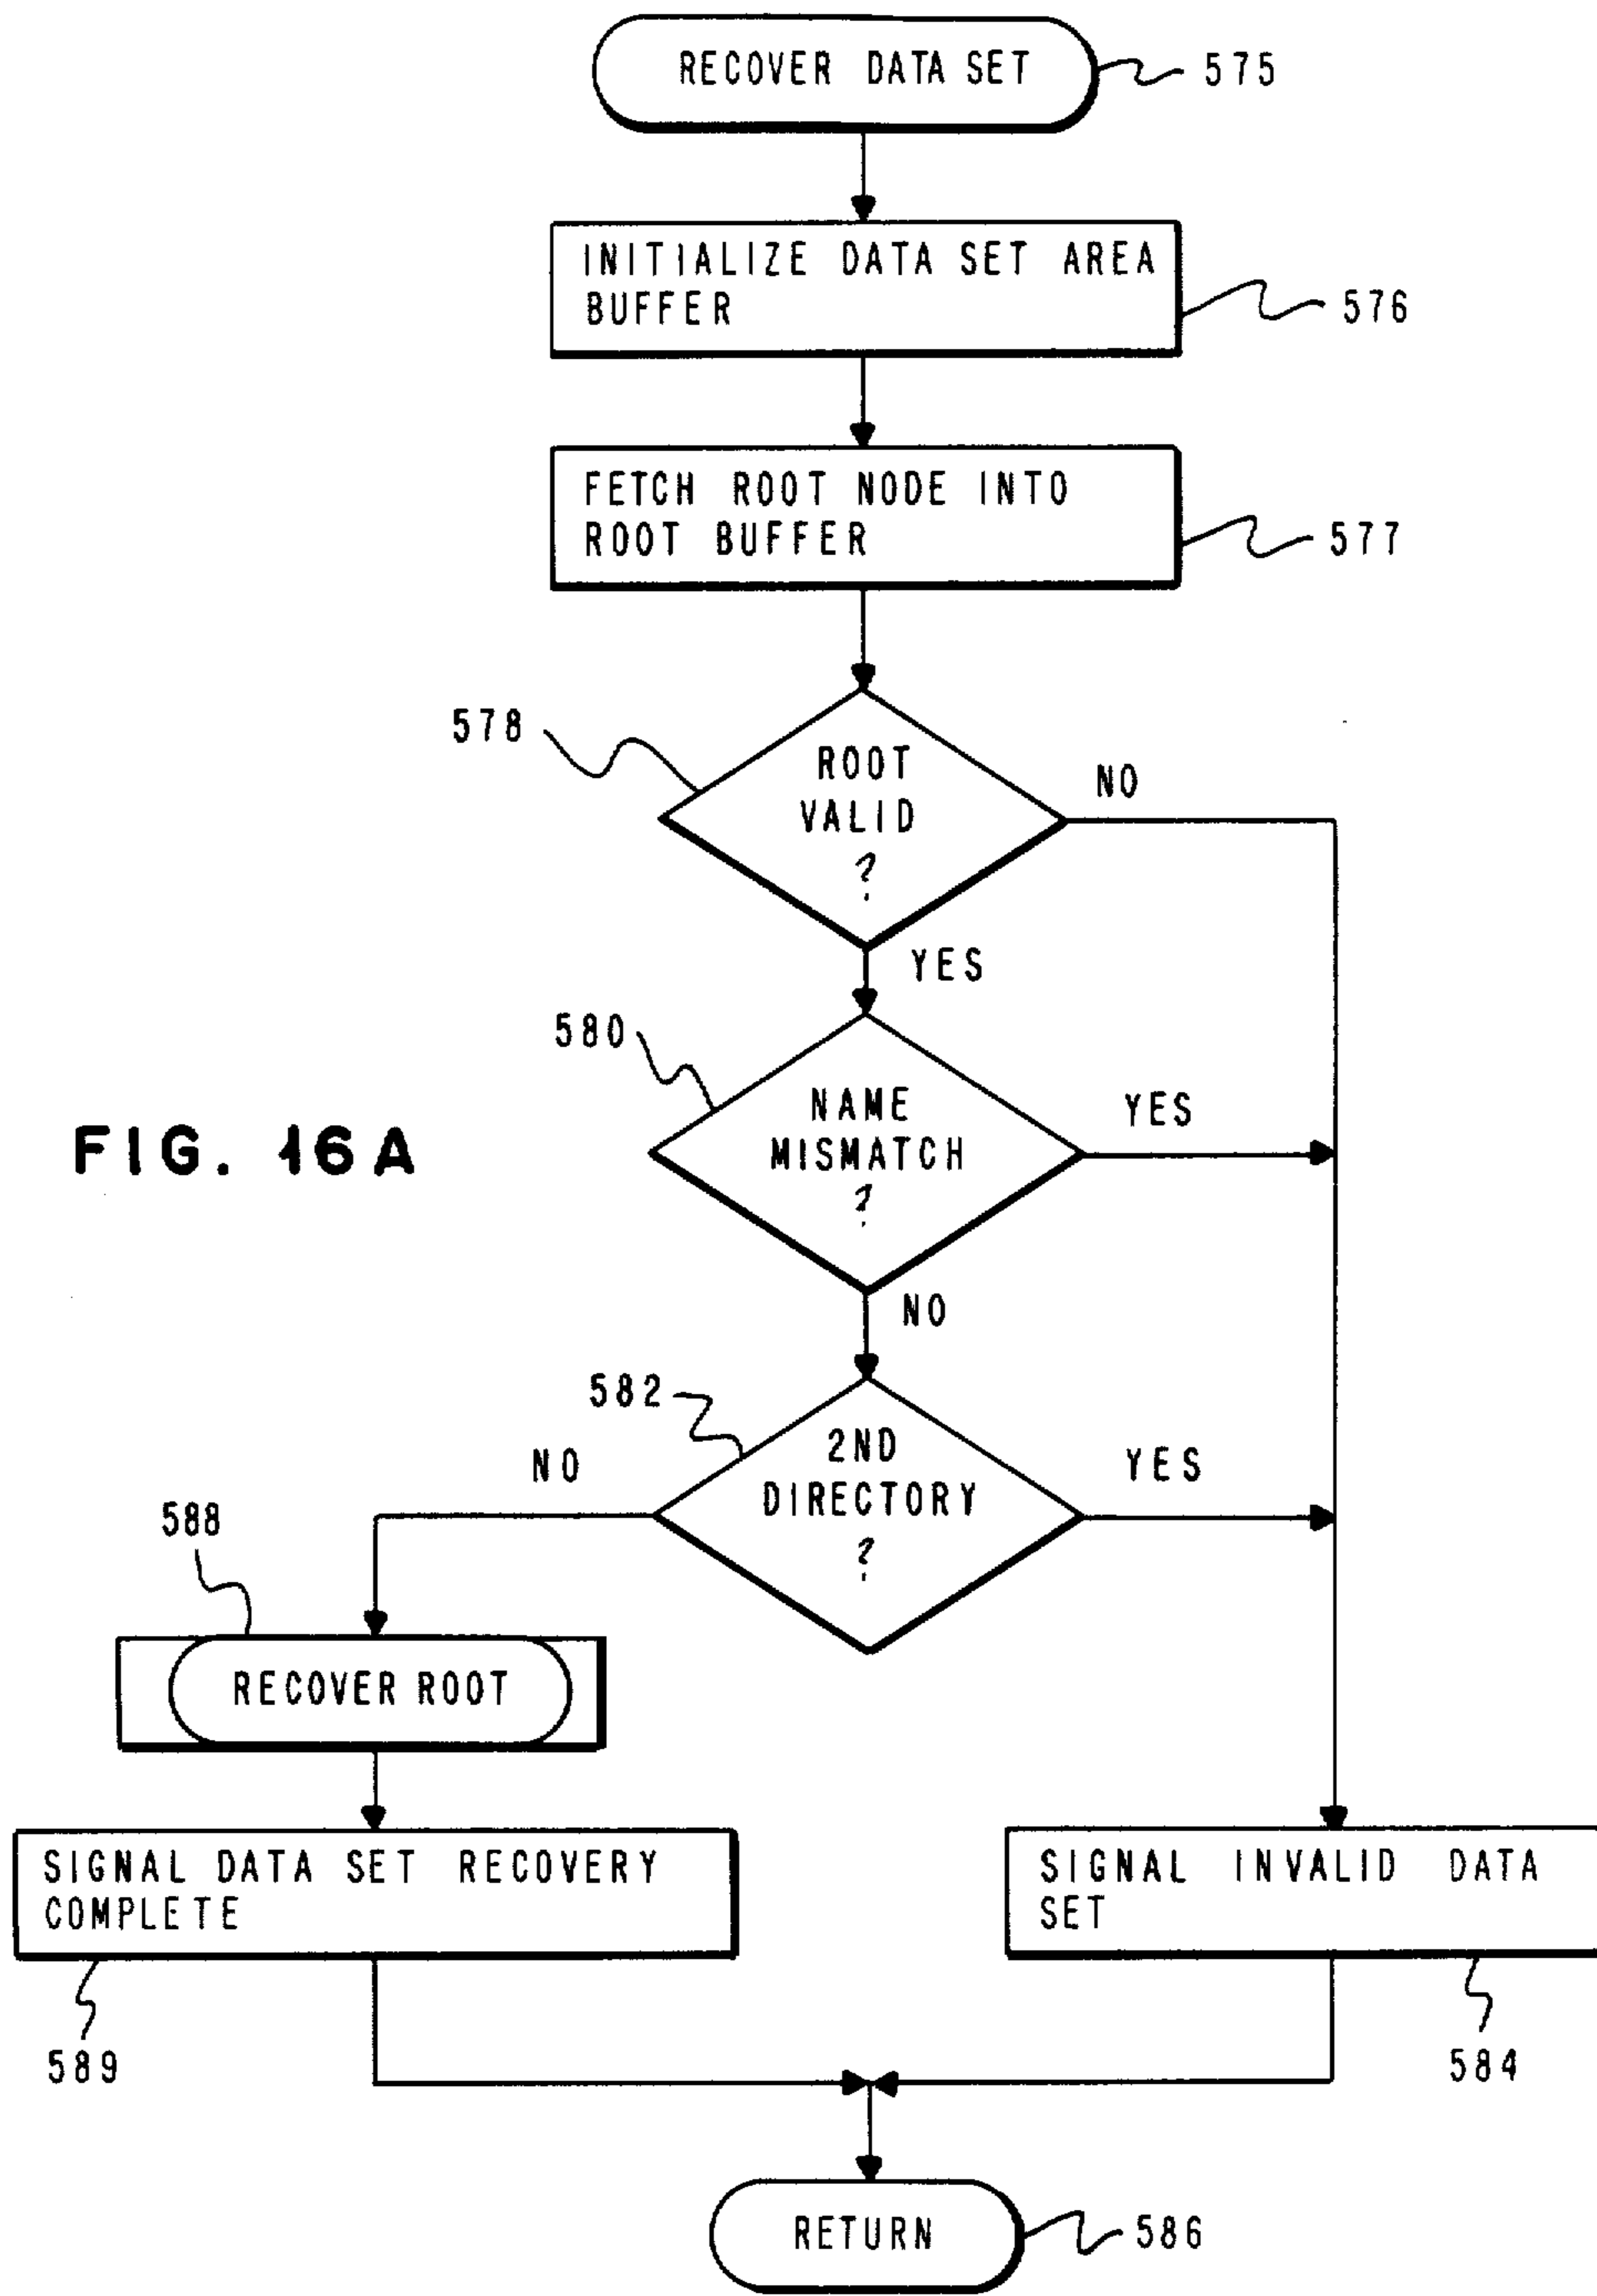 RECOVER DATA SET
575
INITIALIZE DATA SET AREA
BUFFER
576
FETCH ROOT NODE INTO
ROOT BUFFER
577
578
ROOT
VALID
?
NO
YES
580
NAME
MISMATCH
?
YES
FIG. 16A
NO
582
2ND
DIRECTORY
?
NO
YES
588
RECOVER ROOT
SIGNAL DATA SET RECOVERY
COMPLETE
SIGNAL INVALID DATA
SET
589
584
RETURN
586